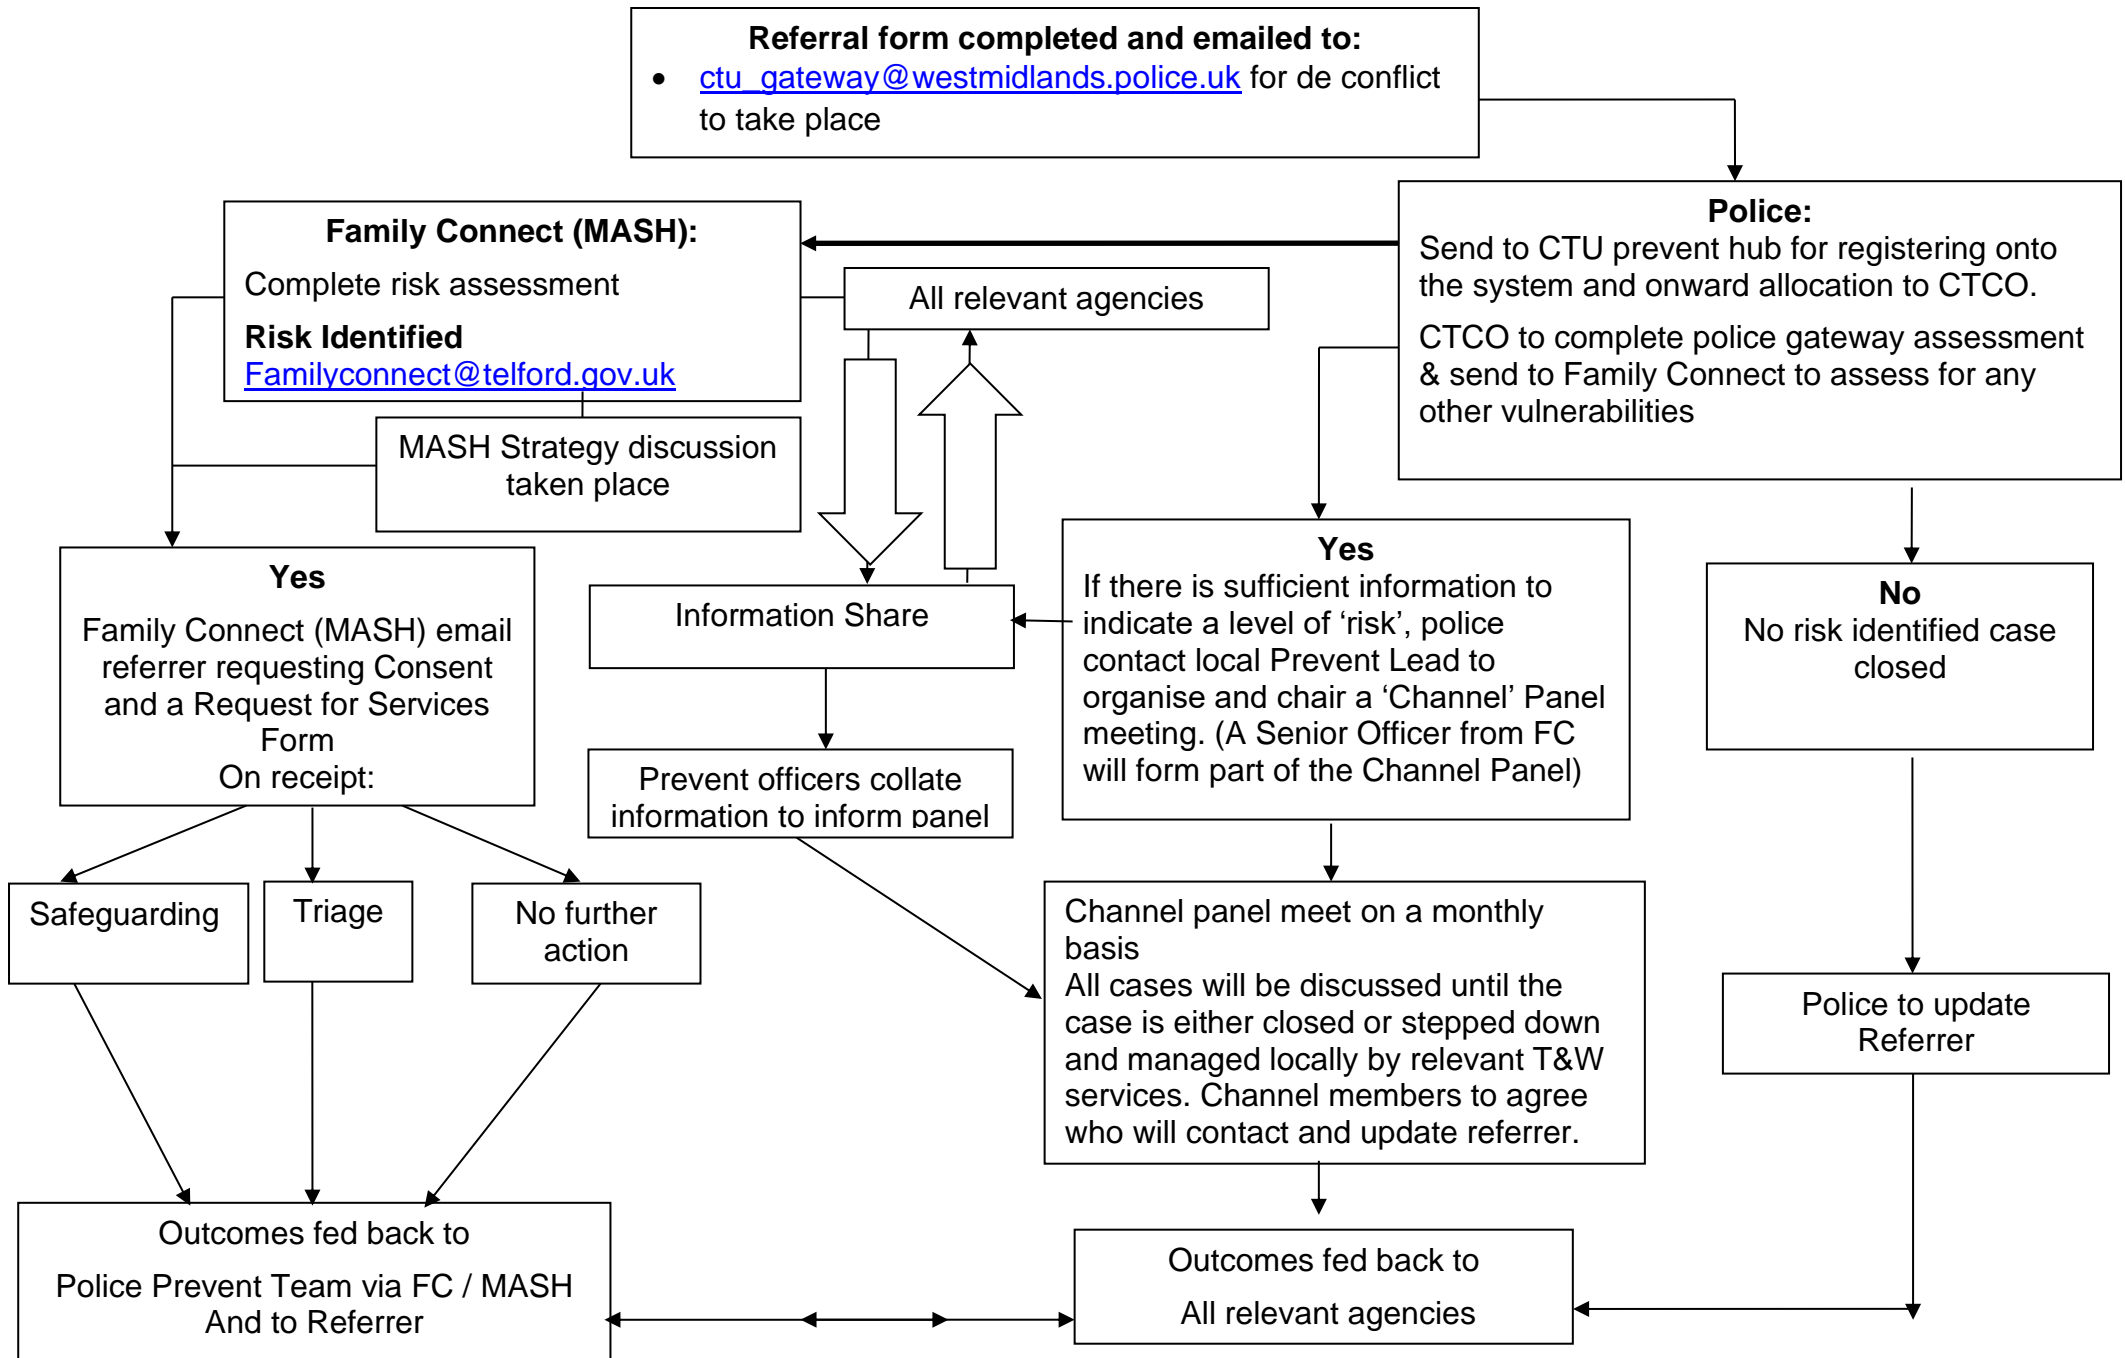 Referral form completed and emailed to:
• ctu_gateway@westmidlands.police.uk for de conflict
to take place
Police:
Send to CTU prevent hub for registering onto
the system and onward allocation to CTCO.
CTCO to complete police gateway assessment
& send to Family Connect to assess for any
other vulnerabilities
Family Connect (MASH):
Complete risk assessment
Risk Identified
Familyconnect@telford.gov.uk
All relevant agencies
MASH Strategy discussion
taken place
Yes
Family Connect (MASH) email
referrer requesting Consent
and a Request for Services
Form
On receipt:
Information Share
Yes
If there is sufficient information to
indicate a level of ‘risk’, police
contact local Prevent Lead to
organise and chair a ‘Channel’ Panel
meeting. (A Senior Officer from FC
will form part of the Channel Panel)
No
No risk identified case
closed
Prevent officers collate
information to inform panel
Safeguarding
Triage
No further
action
Channel panel meet on a monthly
basis
All cases will be discussed until the
case is either closed or stepped down
and managed locally by relevant T&W
services. Channel members to agree
who will contact and update referrer.
Police to update
Referrer
Outcomes fed back to
Police Prevent Team via FC / MASH
And to Referrer
Outcomes fed back to
All relevant agencies